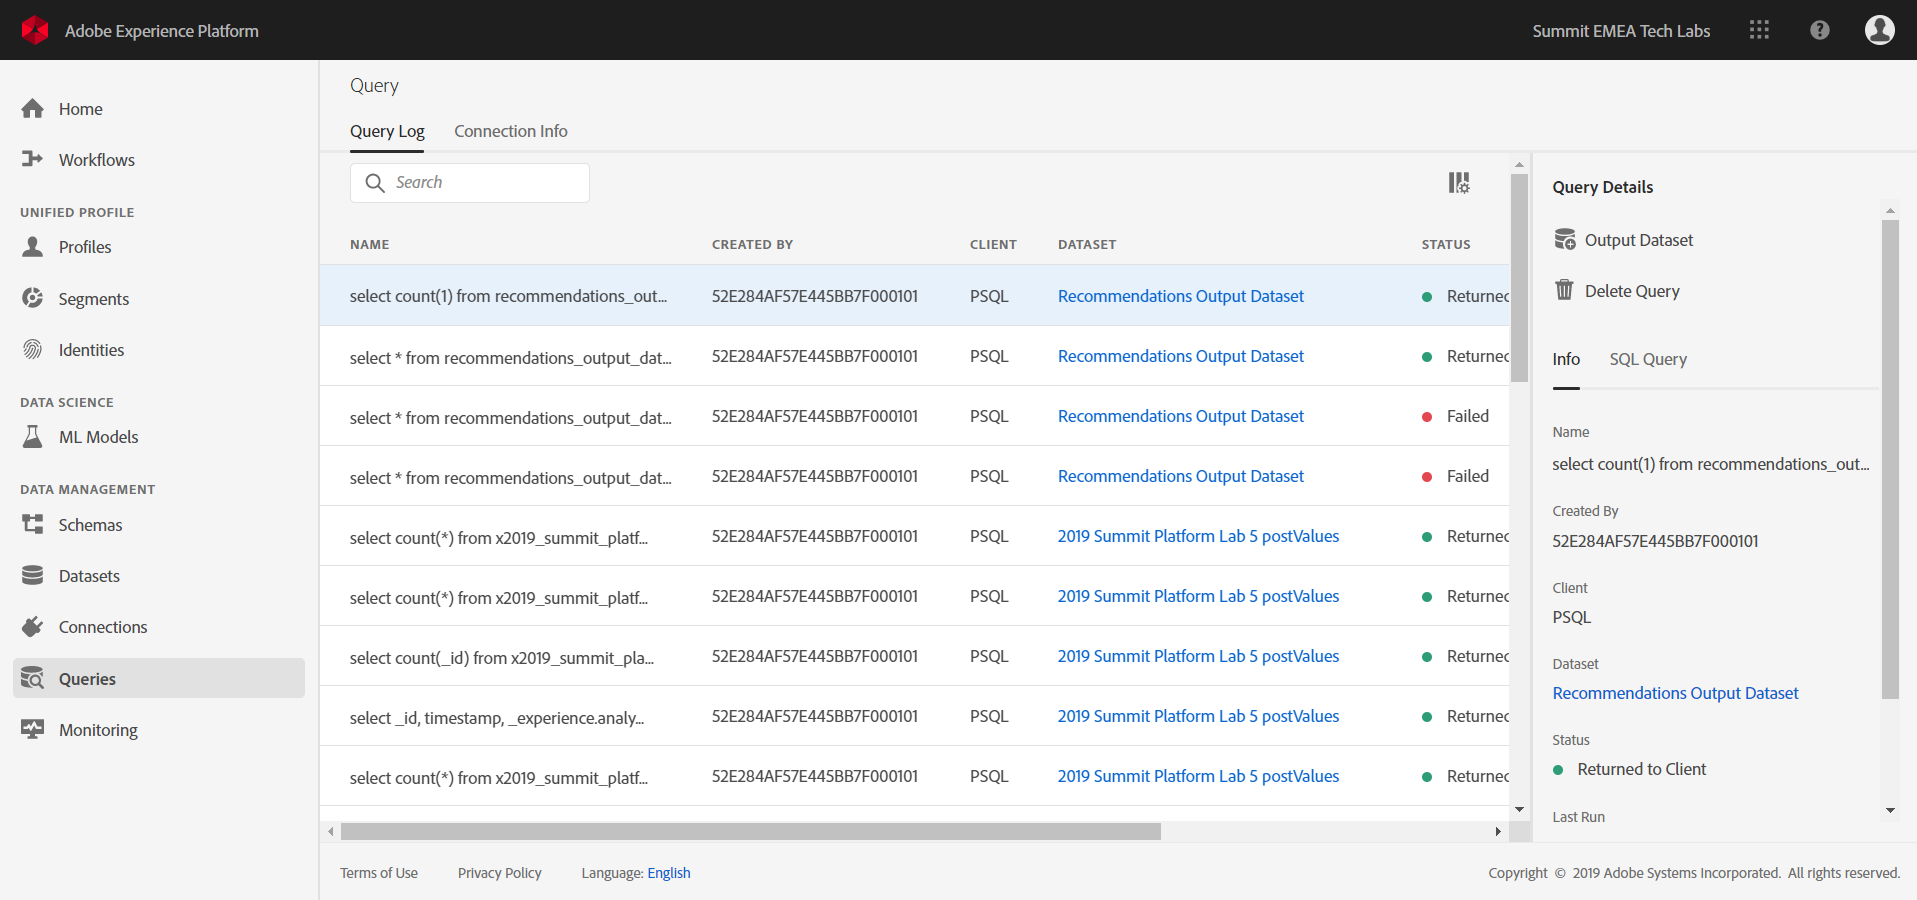 Adobe Experience Platform
Summit EMEA Tech Labs
Home
Workflows
UNIFIED PROFILE
Profiles
Segments
Identities
DATA SCIENCE
ML Models
DATA MANAGEMENT
Schemas
Datasets
Connections
Queries
Monitoring
Query
Query Log Connection Info
Search
NAME CREATED BY CLIENT DATASET STATUS
select count(1) from recommendations_out... 52E284AF57E445BB7F000101 PSQL Recommendations Output Dataset Returned
select * from recommendations_output_dat... 52E284AF57E445BB7F000101 PSQL Recommendations Output Dataset Returned
select * from recommendations_output_dat... 52E284AF57E445BB7F000101 PSQL Recommendations Output Dataset Failed
select * from recommendations_output_dat... 52E284AF57E445BB7F000101 PSQL Recommendations Output Dataset Failed
select count(*) from x2019_summit_platf... 52E284AF57E445BB7F000101 PSQL 2019 Summit Platform Lab 5 postValues Returned
select count(*) from x2019_summit_platf... 52E284AF57E445BB7F000101 PSQL 2019 Summit Platform Lab 5 postValues Returned
select count(_id) from x2019_summit_pla... 52E284AF57E445BB7F000101 PSQL 2019 Summit Platform Lab 5 postValues Returned
select _id, timestamp, _experience.analy... 52E284AF57E445BB7F000101 PSQL 2019 Summit Platform Lab 5 postValues Returned
select count(*) from x2019_summit_platf... 52E284AF57E445BB7F000101 PSQL 2019 Summit Platform Lab 5 postValues Returned
Query Details
Output Dataset
Delete Query
Info SQL Query
Name
select count(1) from recommendations_out...
Created By
52E284AF57E445BB7F000101
Client
PSQL
Dataset
Recommendations Output Dataset
Status
Returned to Client
Last Run
Terms of Use Privacy Policy Language: English
Copyright © 2019 Adobe Systems Incorporated. All rights reserved.